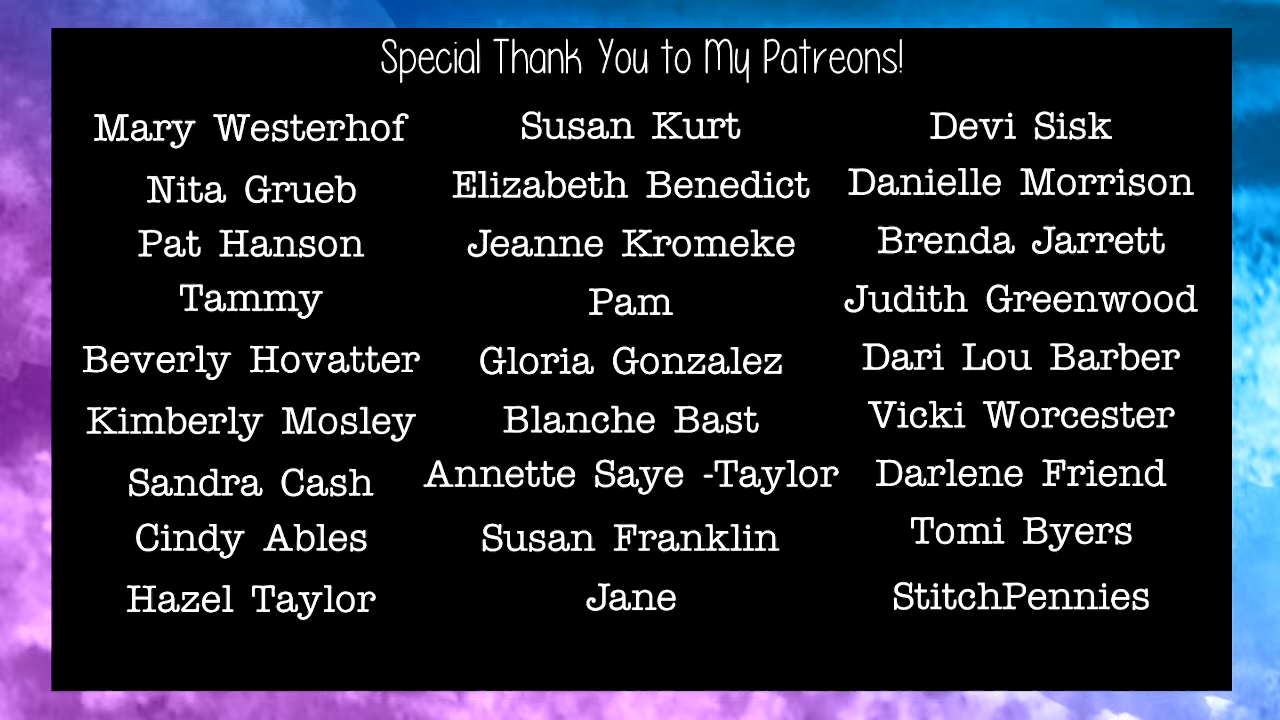 Special Thank You to My Patreons!
Mary Westerhof
Nita Grueb
Pat Hanson
Tammy
Beverly Hovatter
Kimberly Mosley
Sandra Cash
Cindy Ables
Hazel Taylor
Susan Kurt
Elizabeth Benedict
Jeanne Kromeke
Pam
Gloria Gonzalez
Blanche Bast
Annette Saye -Taylor
Susan Franklin
Jane
Devi Sisk
Danielle Morrison
Brenda Jarrett
Judith Greenwood
Dari Lou Barber
Vicki Worcester
Darlene Friend
Tomi Byers
StitchPennies